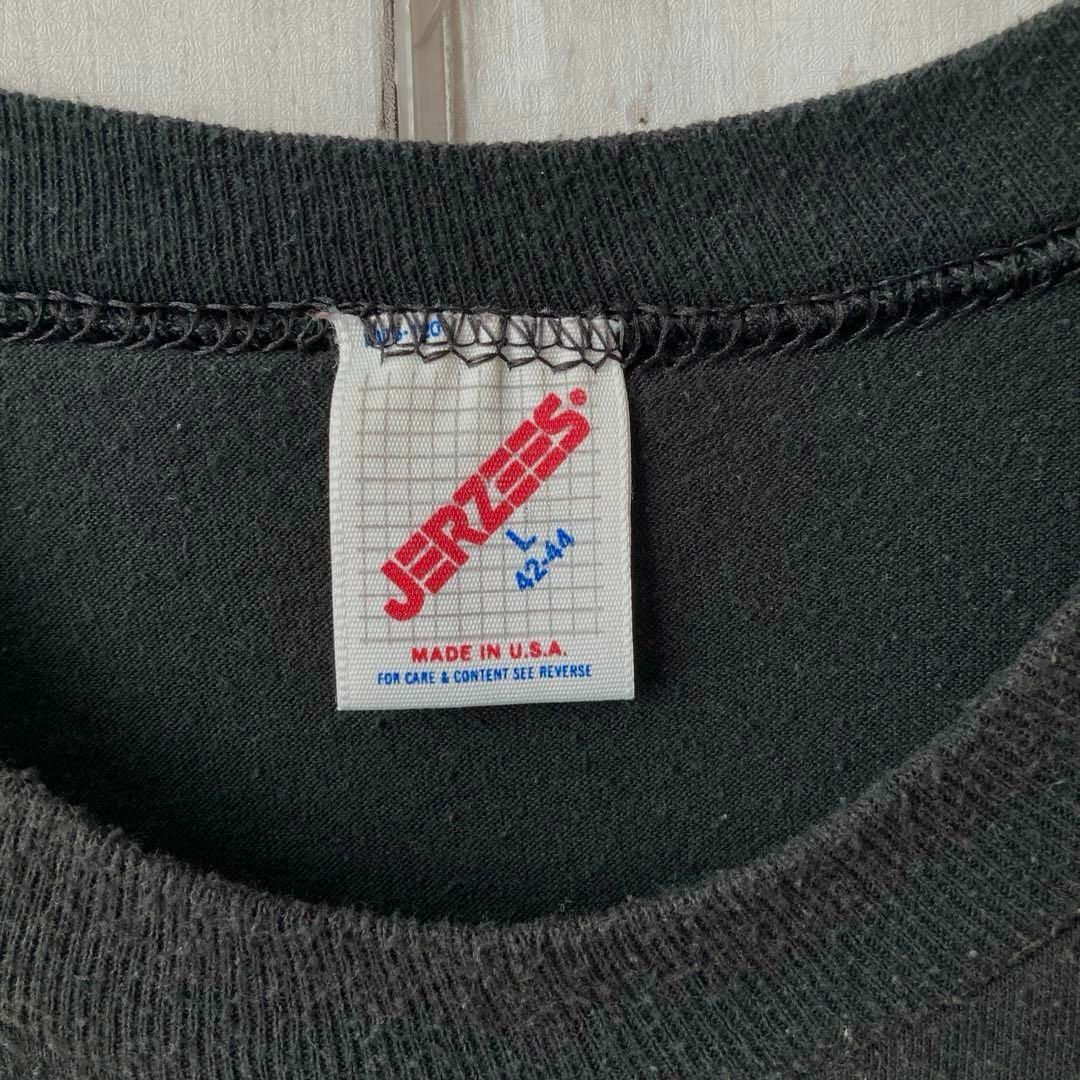 JERZEES®
L
42-44
MADE IN U.S.A.
FOR CARE & CONTENT SEE REVERSE